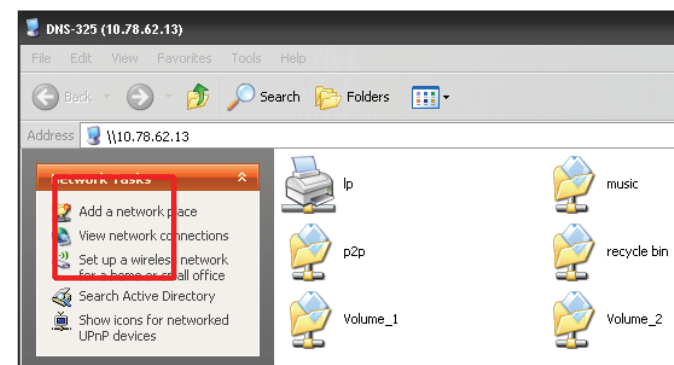 DNS-325 (10.78.62.13)
File Edit View Favorites Tools Help
Back Search Folders
Address \\10.78.62.13
Network Tasks
Add a network place
View network connections
Set up a wireless network
for a home or small office
Search Active Directory
Show icons for networked
UPnP devices
lp
music
p2p
recycle bin
Volume_1
Volume_2